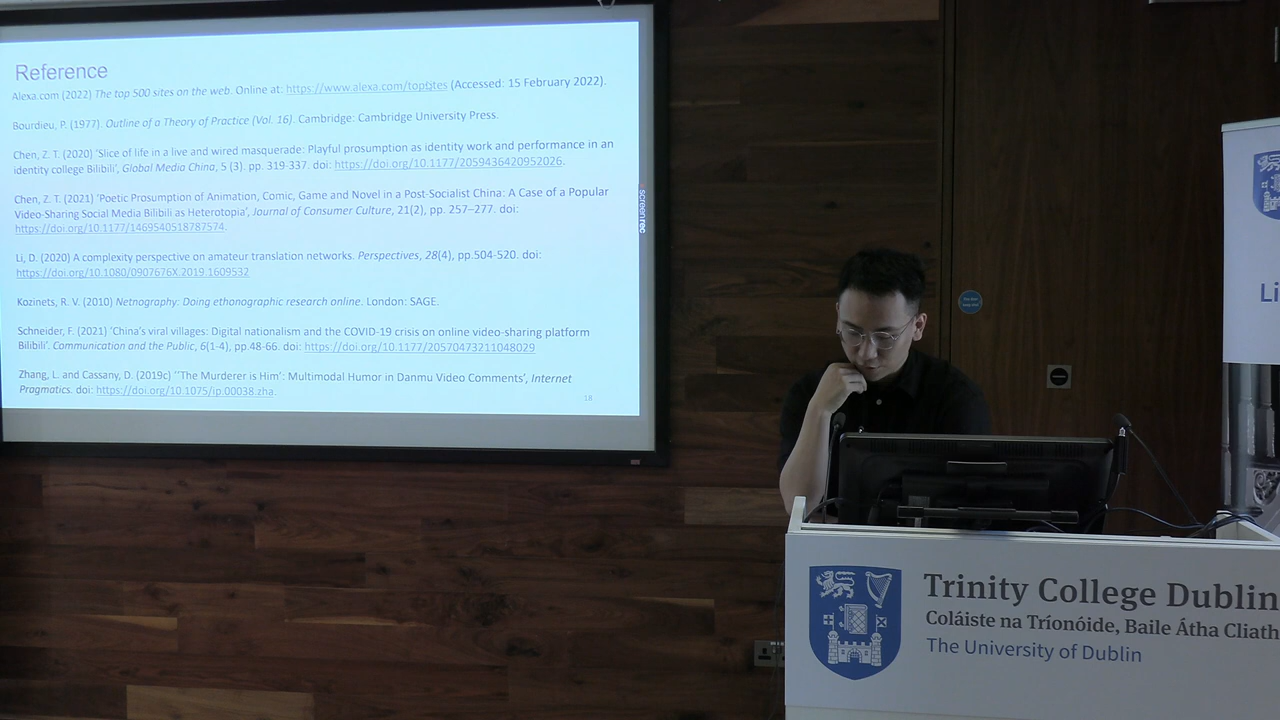 Reference
Alexa.com (2022) The top 500 sites on the web. Online at: https://www.alexa.com/topsites (Accessed: 15 February 2022).
Bourdieu, P. (1977). Outline of a Theory of Practice (Vol. 16). Cambridge: Cambridge University Press.
Chen, Z. T. (2020) 'Slice of life in a live and wired masquerade: Playful prosumption as identity work and performance in an
identity college Bilibili', Global Media China, 5 (3). pp. 319-337. doi: https://doi.org/10.1177/2059436420952026.
Chen, Z. T. (2021) 'Poetic Prosumption of Animation, Comic, Game and Novel in a Post-Socialist China: A Case of a Popular
Video-Sharing Social Media Bilibili as Heterotopia', Journal of Consumer Culture, 21(2), pp. 257–277. doi:
https://doi.org/10.1177/1469540518787574.
Li, D. (2020) A complexity perspective on amateur translation networks. Perspectives, 28(4), pp.504-520. doi:
https://doi.org/10.1080/0907676X.2019.1609532
Kozinets, R. V. (2010) Netnography: Doing ethonographic research online. London: SAGE.
Schneider, F. (2021) 'China's viral villages: Digital nationalism and the COVID-19 crisis on online video-sharing platform
Bilibili'. Communication and the Public, 6(1-4), pp.48-66. doi: https://doi.org/10.1177/20570473211048029
Zhang, L. and Cassany, D. (2019c) ''The Murderer is Him': Multimodal Humor in Danmu Video Comments', Internet
Pragmatics. doi: https://doi.org/10.1075/ip.00038.zha.
18
screenrec
Li
Trinity College Dublin
Coláiste na Tríonóide, Baile Átha Cliath
The University of Dublin